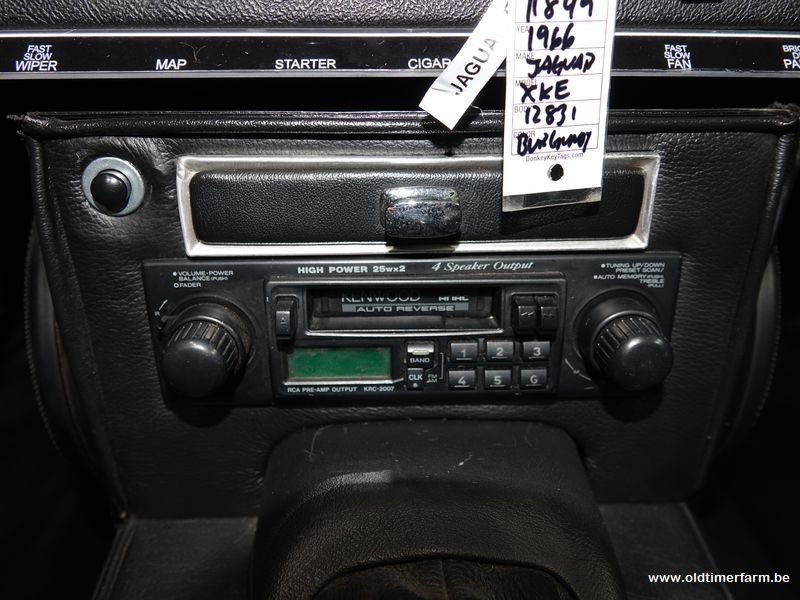 FAST
SLOW
WIPER
MAP
STARTER
CIGAR
FAST
SLOW
FAN
JAGUA
11849
1966
JAGUAR
XKE
12831
BURGUNDY
DonkeyKeyTags.com
VOLUME·POWER
BALANCE (PUSH)
FADER
HIGH POWER 25w×2
4 Speaker Output
TUNING UP/DOWN
PRESET SCAN/
AUTO MEMORY (PUSH)
TREBLE
(PULL)
R
KENWOOD
AUTO REVERSE
BAND
1 2 3
CLK
FM
AM
4 5 6
RCA PRE-AMP OUTPUT KRC-2007
www.oldtimerfarm.be